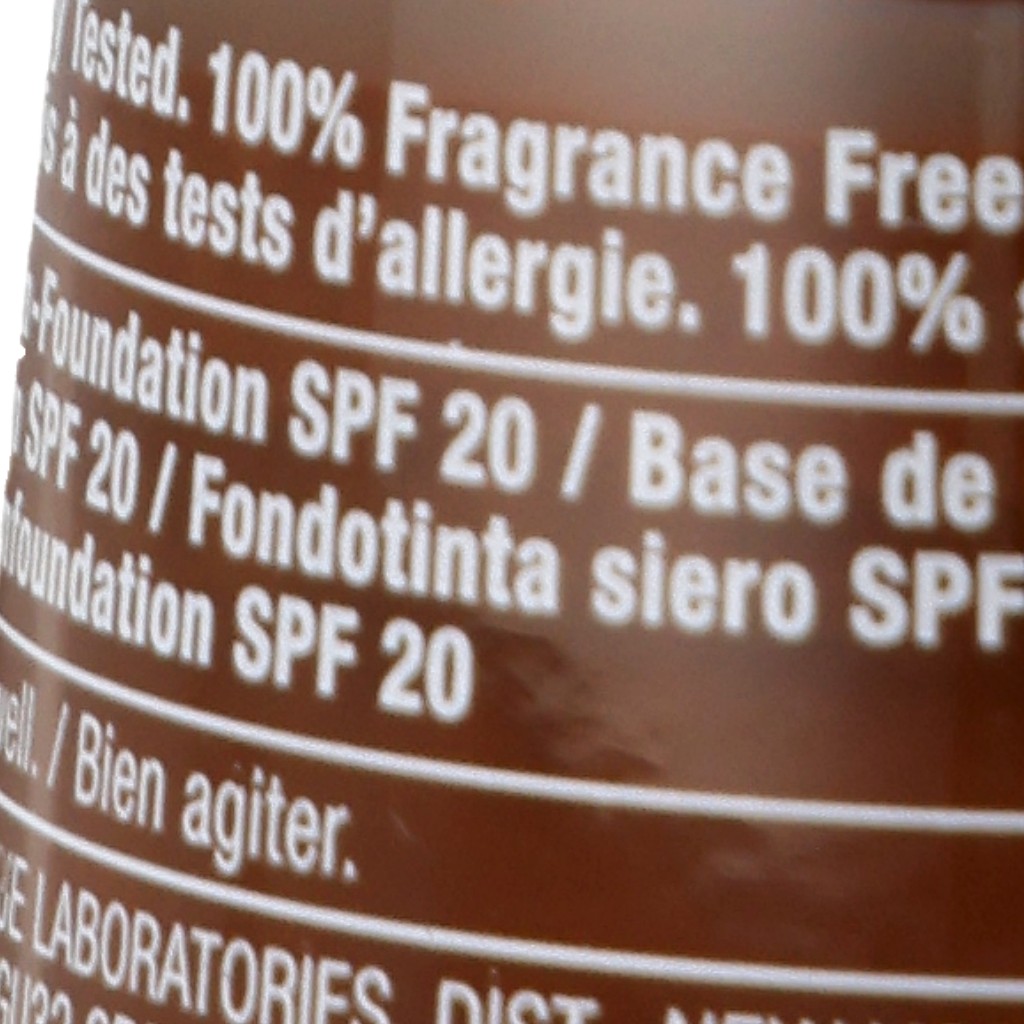 Tested. 100% Fragrance Free
à des tests d'allergie. 100%
-Foundation SPF 20 / Base de
SPF 20 / Fondotinta siero SPF
foundation SPF 20
/ Bien agiter.
LABORATORIES DIST.